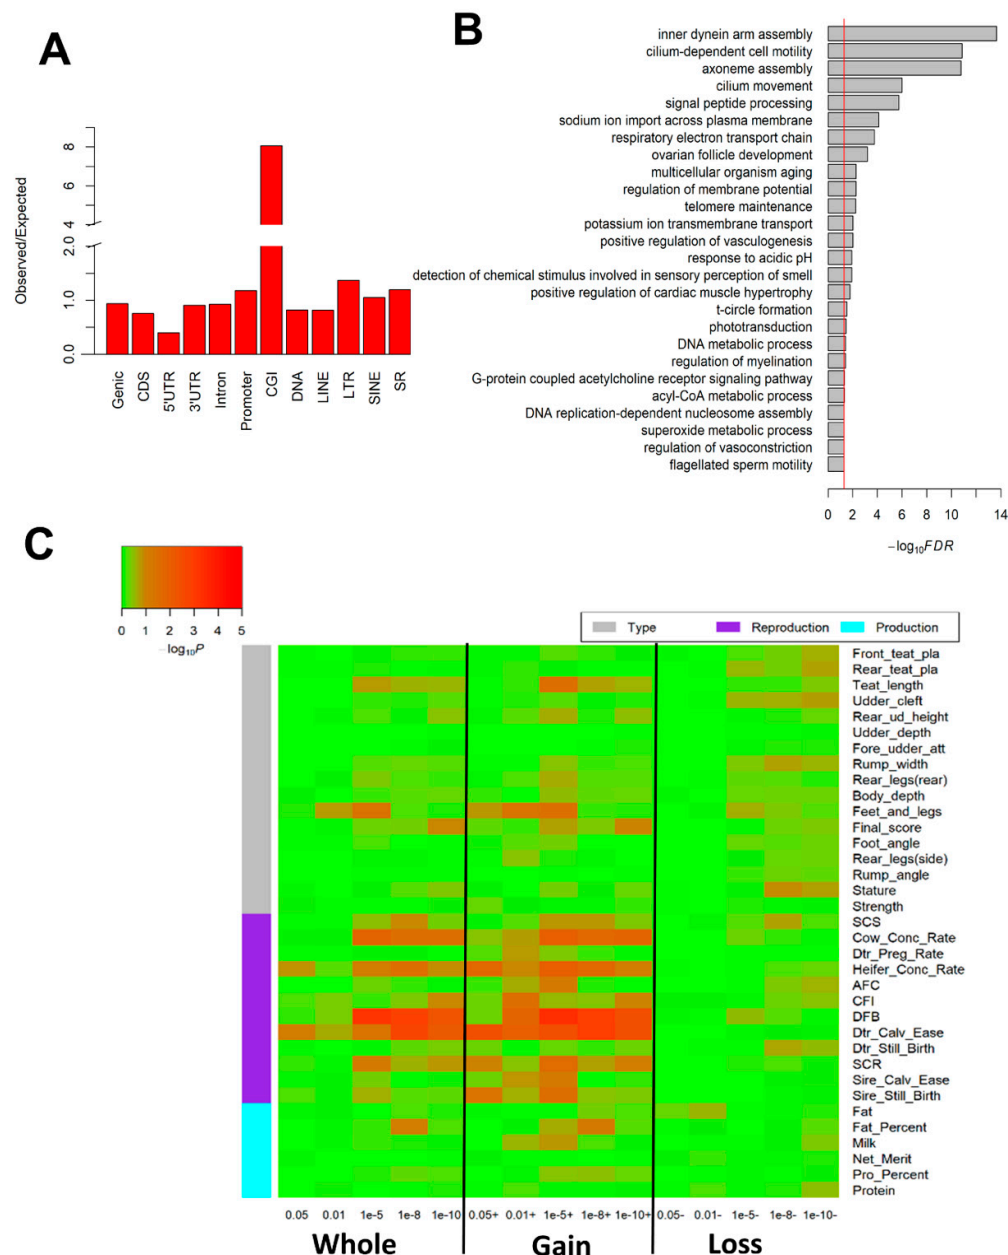 A
Observed/Expected
0.0 1.0 2.0 4 6 8
Genic
CDS
5'UTR
3'UTR
Intron
Promoter
CGI
DNA
LINE
LTR
SINE
SR
B
inner dynein arm assembly
cilium-dependent cell motility
axoneme assembly
cilium movement
signal peptide processing
sodium ion import across plasma membrane
respiratory electron transport chain
ovarian follicle development
multicellular organism aging
regulation of membrane potential
telomere maintenance
potassium ion transmembrane transport
positive regulation of vasculogenesis
response to acidic pH
detection of chemical stimulus involved in sensory perception of smell
positive regulation of cardiac muscle hypertrophy
t-circle formation
phototransduction
DNA metabolic process
regulation of myelination
G-protein coupled acetylcholine receptor signaling pathway
acyl-CoA metabolic process
DNA replication-dependent nucleosome assembly
superoxide metabolic process
regulation of vasoconstriction
flagellated sperm motility
0 2 4 6 8 10 14
−log10FDR
C
0 1 2 3 4 5
−log10P
Type Reproduction Production
Front_teat_pla
Rear_teat_pla
Teat_length
Udder_cleft
Rear_ud_height
Udder_depth
Fore_udder_att
Rump_width
Rear_legs(rear)
Body_depth
Feet_and_legs
Final_score
Foot_angle
Rear_legs(side)
Rump_angle
Stature
Strength
SCS
Cow_Conc_Rate
Dtr_Preg_Rate
Heifer_Conc_Rate
AFC
CFI
DFB
Dtr_Calv_Ease
Dtr_Still_Birth
SCR
Sire_Calv_Ease
Sire_Still_Birth
Fat
Fat_Percent
Milk
Net_Merit
Pro_Percent
Protein
0.05 0.01 1e-5 1e-8 1e-10 0.05+ 0.01+ 1e-5+ 1e-8+ 1e-10+ 0.05- 0.01- 1e-5- 1e-8- 1e-10-
Whole Gain Loss